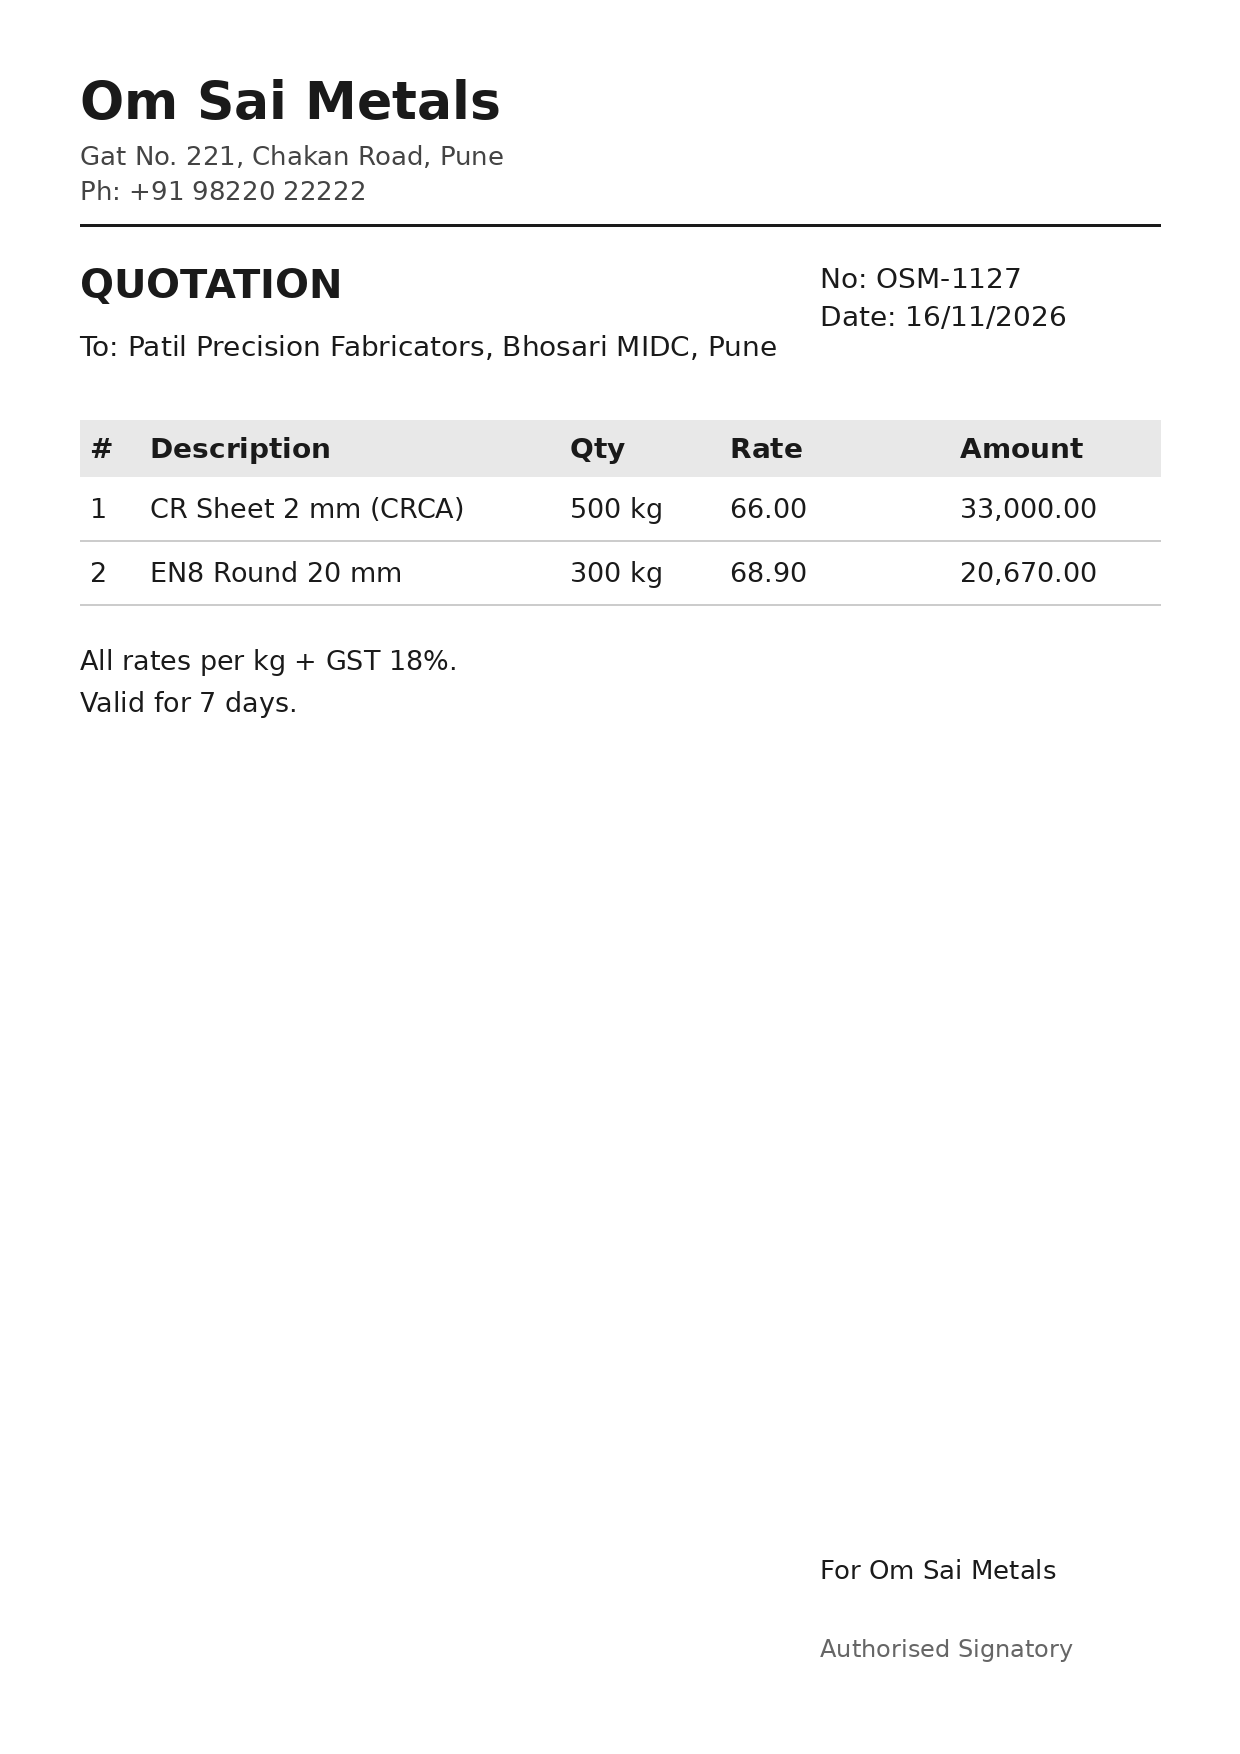 Om Sai Metals
Gat No. 221, Chakan Road, Pune
Ph: +91 98220 22222
QUOTATION
No: OSM-1127
Date: 16/11/2026
To: Patil Precision Fabricators, Bhosari MIDC, Pune
# Description Qty Rate Amount
1 CR Sheet 2 mm (CRCA) 500 kg 66.00 33,000.00
2 EN8 Round 20 mm 300 kg 68.90 20,670.00
All rates per kg + GST 18%.
Valid for 7 days.
For Om Sai Metals
Authorised Signatory